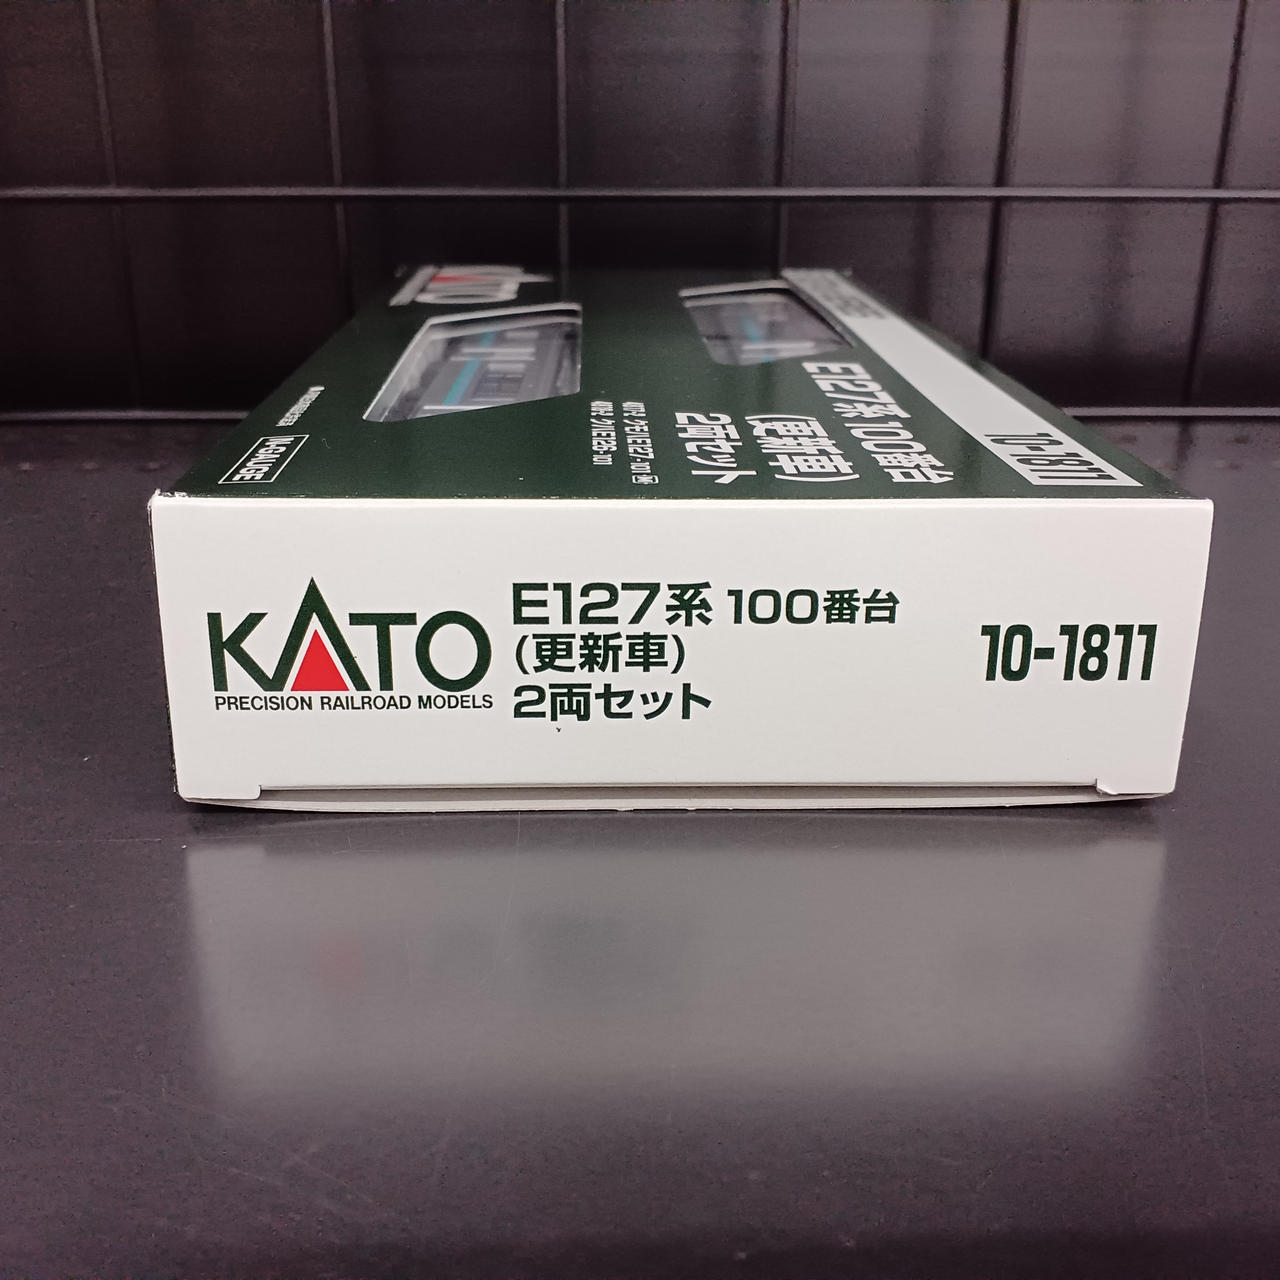 KATO
10-1811
E127系 100番台
(更新車)
2両セット
N-GAUGE
KATO
PRECISION RAILROAD MODELS
E127系 100番台
(更新車)
2両セット
10-1811